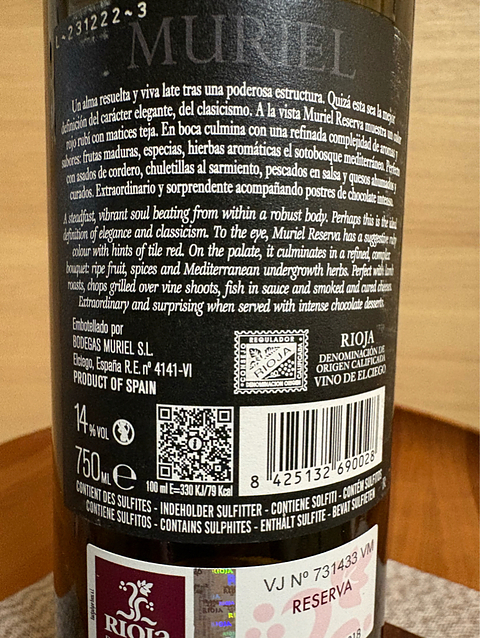 L-231222-3
MURIEL
Un alma resuelta y viva late tras una poderosa estructura. Quizá esta sea la mejor
definición del carácter elegante, del clasicismo. A la vista Muriel Reserva muestra un
rojo rubí con matices teja. En boca culmina con una refinada complejidad de aromas y
sabores: frutas maduras, especias, hierbas aromáticas el sotobosque mediterráneo. Perfecto
con asados de cordero, chuletillas al sarmiento, pescados en salsa y quesos ahumados y
curados. Extraordinario y sorprendente acompañando postres de chocolate intenso.
A steadfast, vibrant soul beating from within a robust body. Perhaps this is the ideal
definition of elegance and classicism. To the eye, Muriel Reserva has a suggestive ruby
colour with hints of tile red. On the palate, it culminates in a refined, complex
bouquet: ripe fruit, spices and Mediterranean undergrowth herbs. Perfect with lamb
roasts, chops grilled over vine shoots, fish in sauce and smoked and cured cheeses.
Extraordinary and surprising when served with intense chocolate desserts.
Embotellado por
BODEGAS MURIEL S.L.
Elciego, España R.E. nº 4141-VI
PRODUCT OF SPAIN
REGULADOR
RIOJA
DENOMINACION ORIGEN
RIOJA
DENOMINACIÓN DE
ORIGEN CALIFICADA
VINO DE ELCIEGO
14 % VOL
750 ML e
100 ml E=330 KJ/79 Kcal
8 425132 690028
CONTIENT DES SULFITES - INDEHOLDER SULFITTER - CONTIENE SOLFITI - CONTÉM SULFITOS
CONTIENE SULFITOS - CONTAINS SULPHITES - ENTHÄLT SULFITE - BEVAT SULFIETEN
RIOJA
RIOJA
VJ Nº 731433 VM
RESERVA